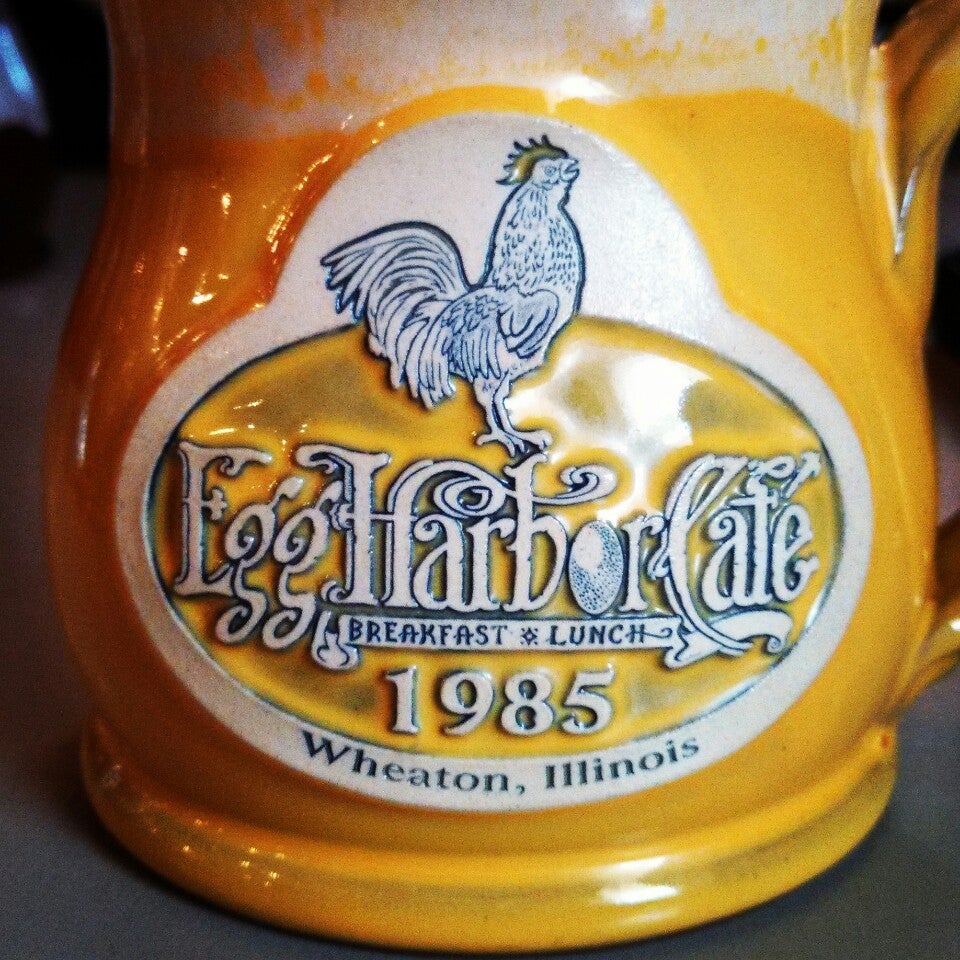 Egg Harbor Café
BREAKFAST ☼ LUNCH
1985
Wheaton, Illinois